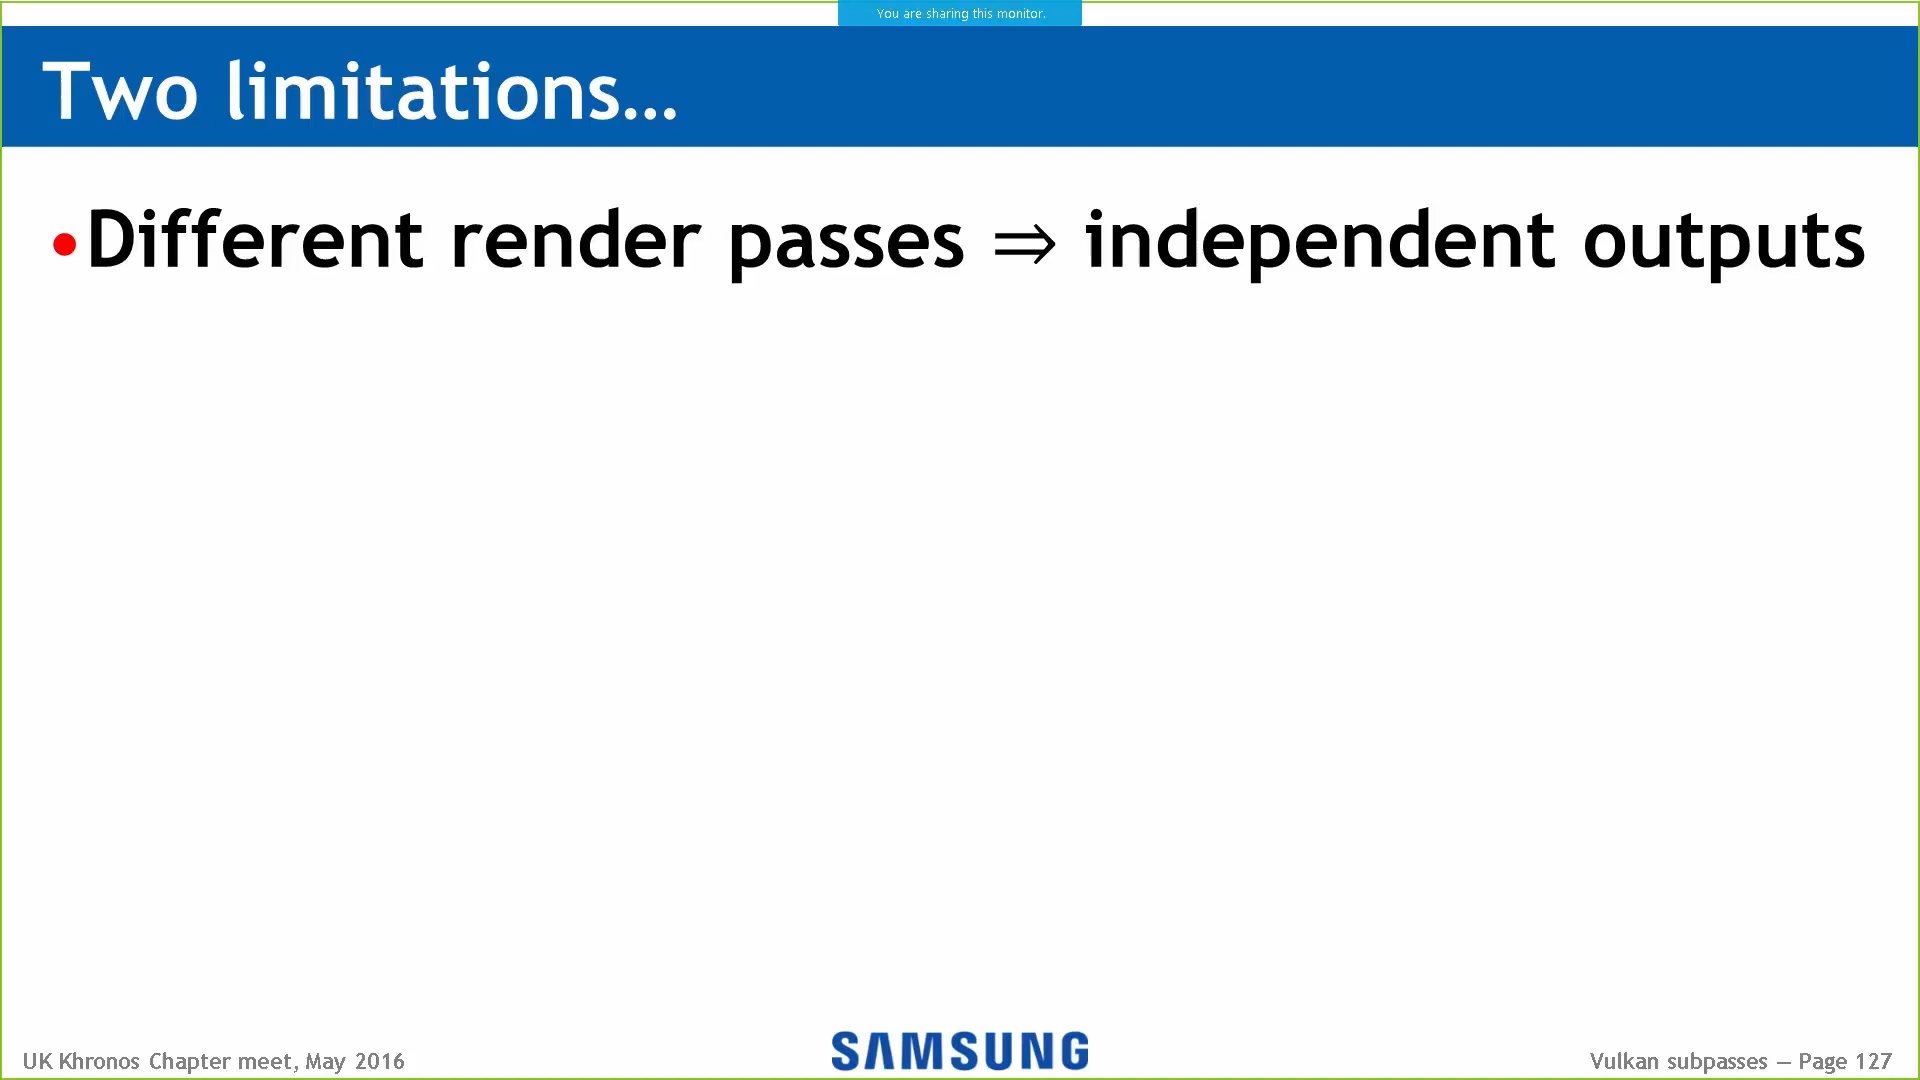 You are sharing this monitor.
Two limitations…
•Different render passes ⇒ independent outputs
UK Khronos Chapter meet, May 2016
SAMSUNG
Vulkan subpasses — Page 127